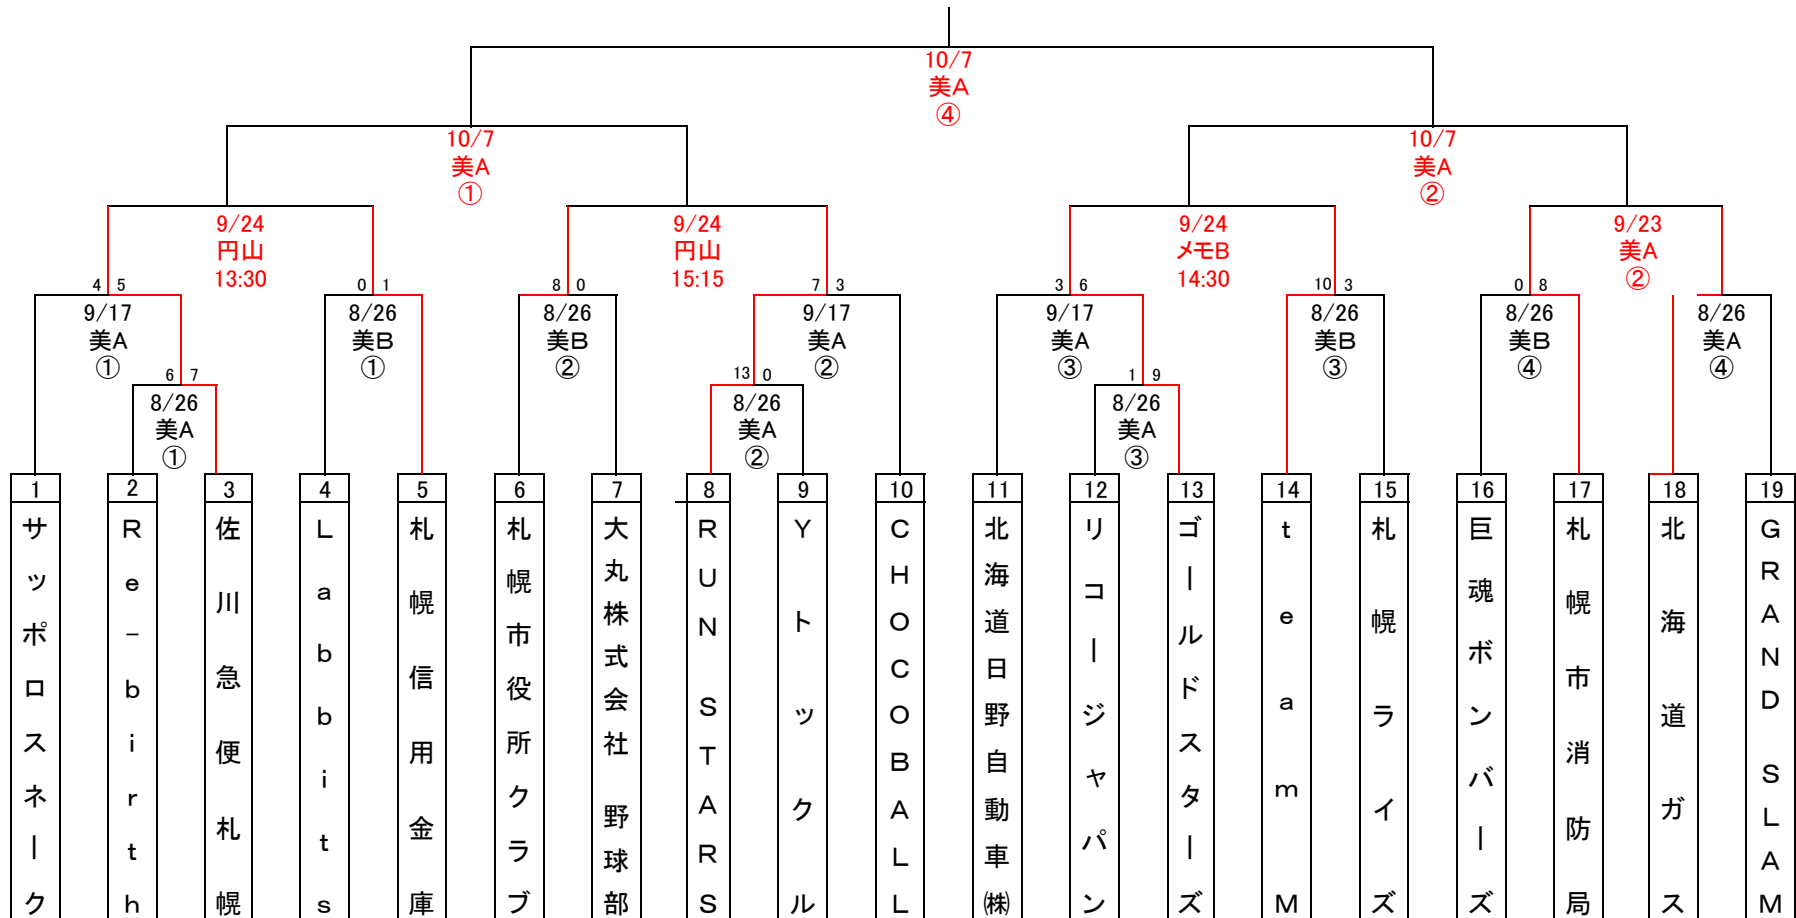 10/7
美A
④
10/7
美A
①
10/7
美A
②
9/24
円山
13:30
9/24
円山
15:15
9/24
メモB
14:30
9/23
美A
②
4 5
0 1
8 0
7 3
3 6
10 3
0 8
9/17
美A
①
8/26
美B
①
8/26
美B
②
9/17
美A
②
9/17
美A
③
8/26
美B
③
8/26
美B
④
8/26
美A
④
6 7
13 0
1 9
8/26
美A
①
8/26
美A
②
8/26
美A
③
1
サッポロスネーク
2
Re-birth
3
佐川急便札幌
4
Labbits
5
札幌信用金庫
6
札幌市役所クラブ
7
大丸株式会社 野球部
8
RUN STARS
9
Yトックル
10
CHOCOBALL
11
北海道日野自動車㈱
12
リコージャパン
13
ゴールドスターズ
14
teamM
15
札幌ライズ
16
巨魂ボンバーズ
17
札幌市消防局
18
北海道ガス
19
GRAND SLAM